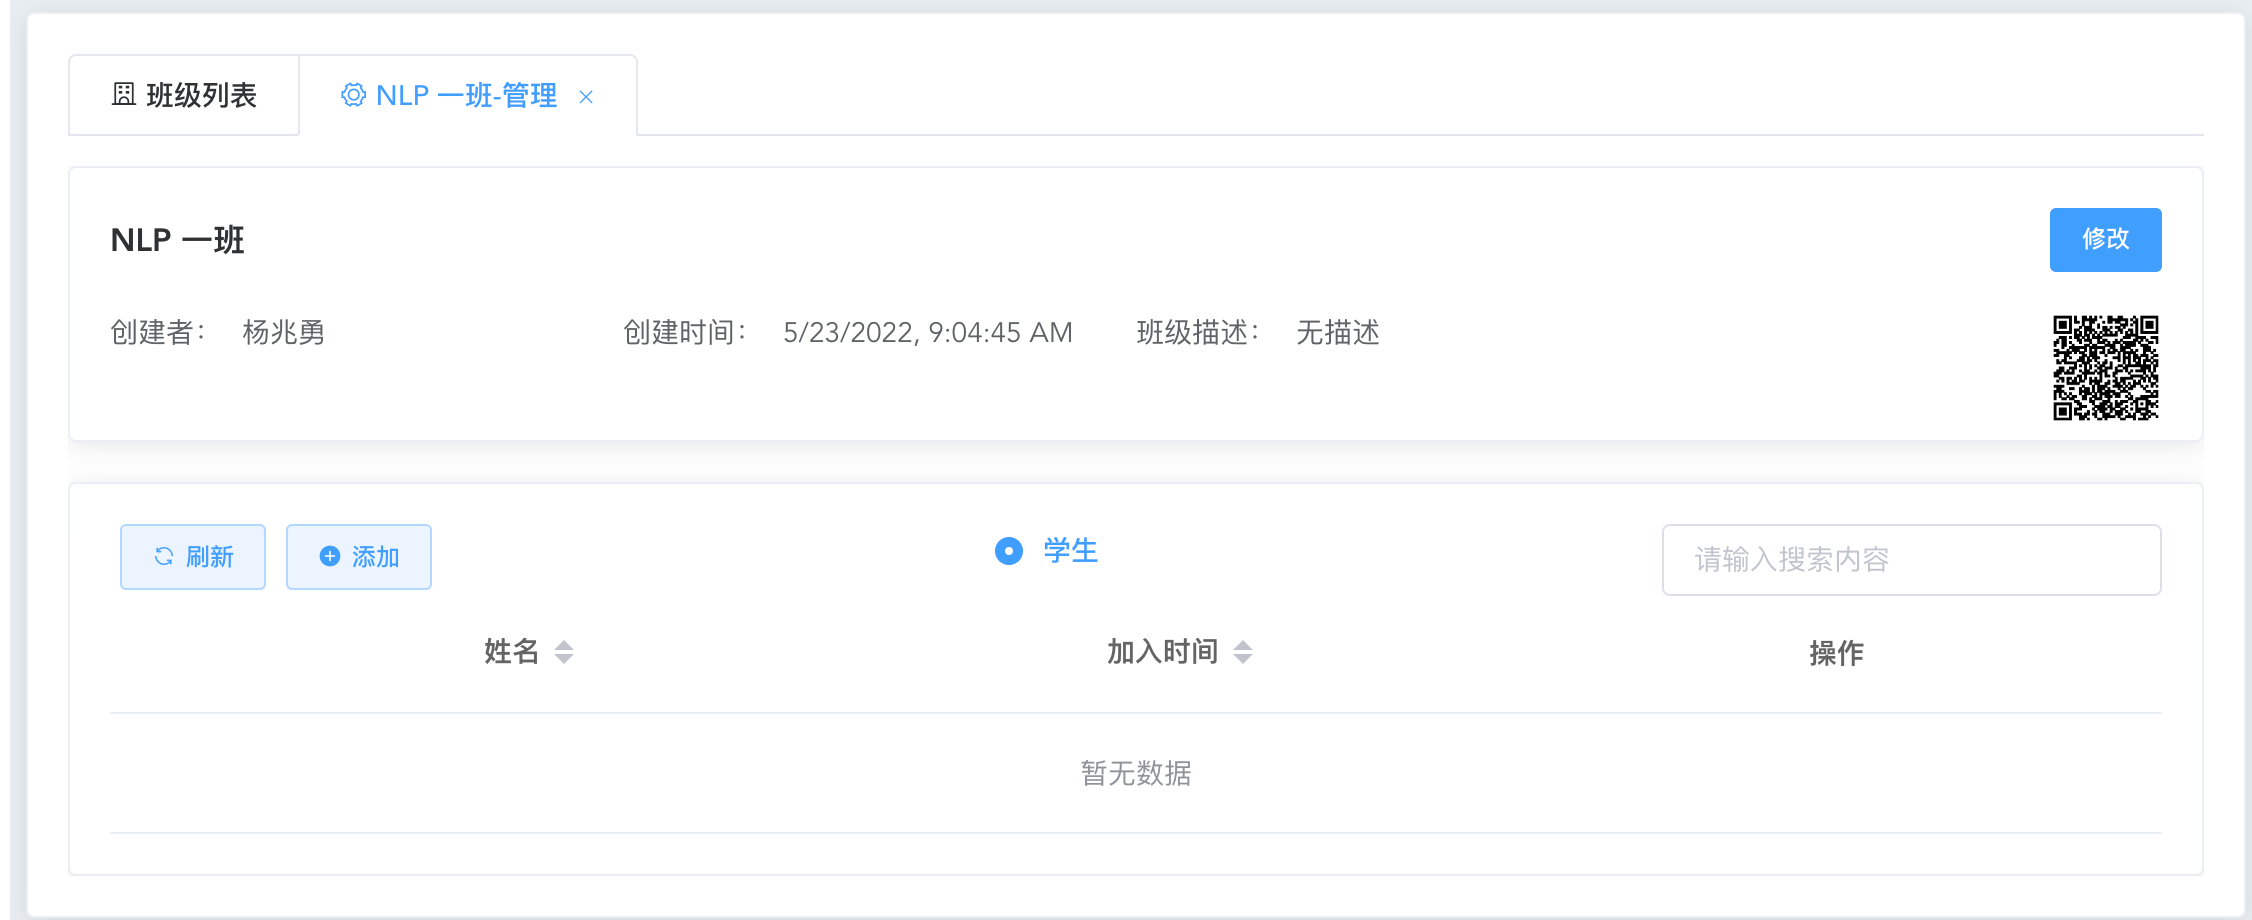 班级列表 NLP 一班-管理
NLP 一班 修改
创建者： 杨兆勇 创建时间： 5/23/2022, 9:04:45 AM 班级描述： 无描述
刷新 添加 学生 请输入搜索内容
姓名 加入时间 操作
暂无数据